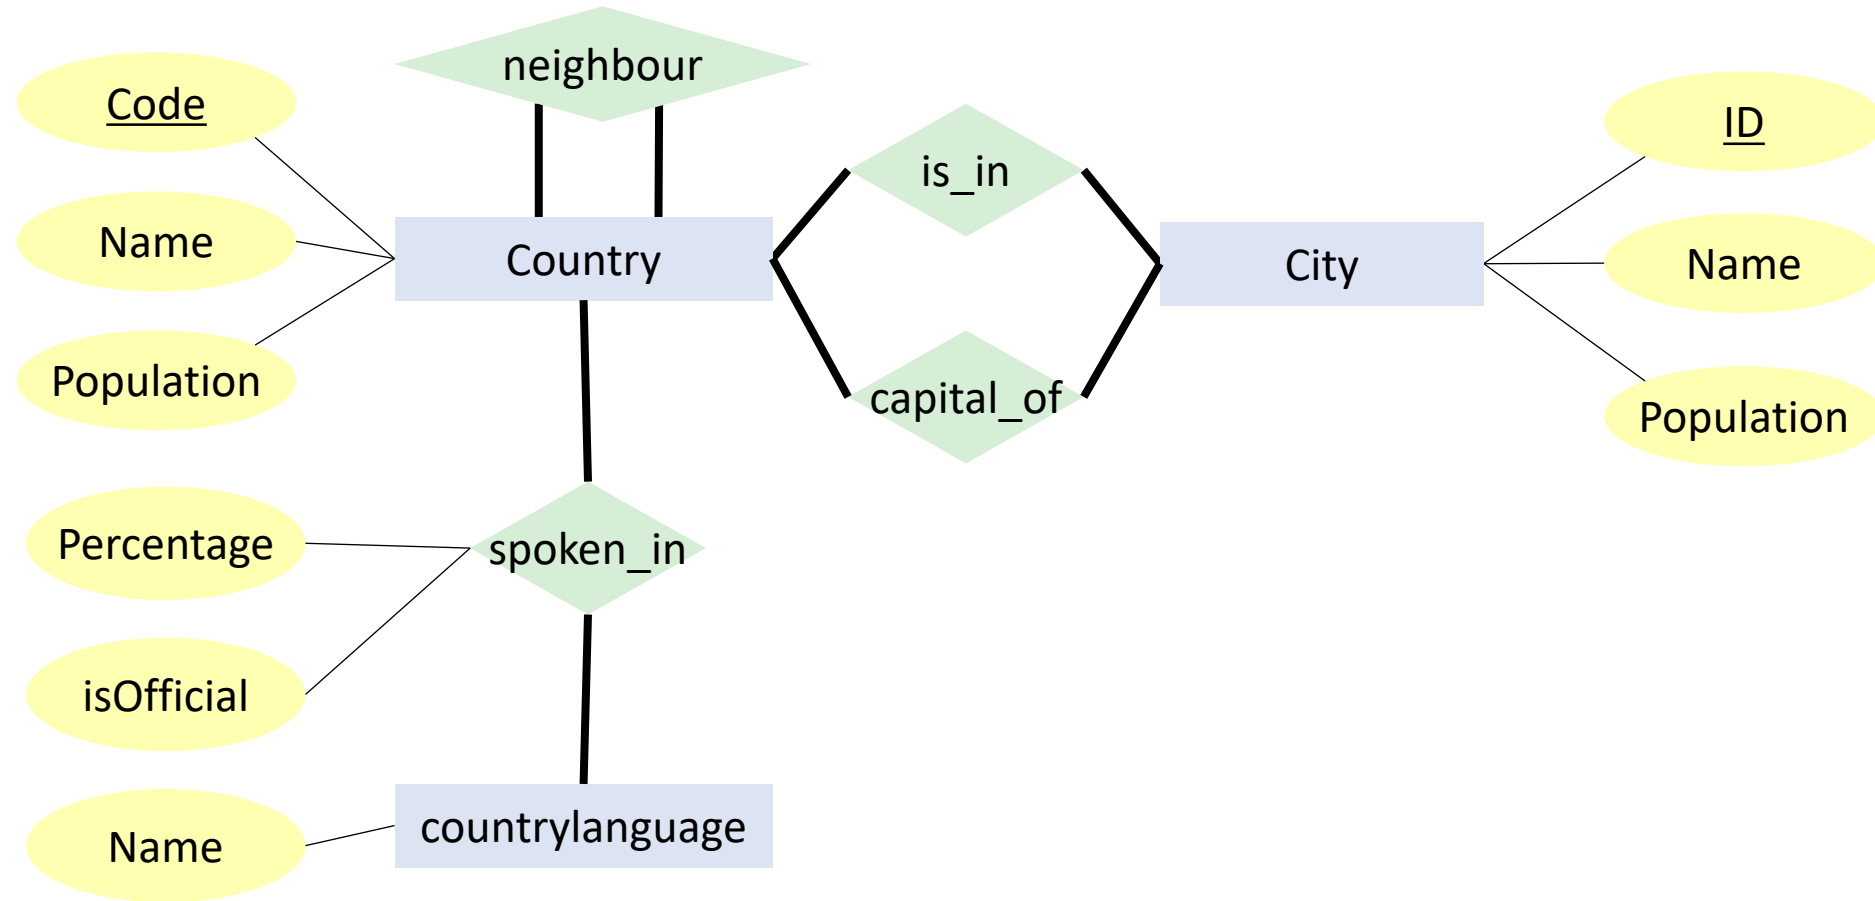 neighbour
Code
ID
is_in
Name
Country
City
Name
Population
capital_of
Population
Percentage
spoken_in
isOfficial
countrylanguage
Name